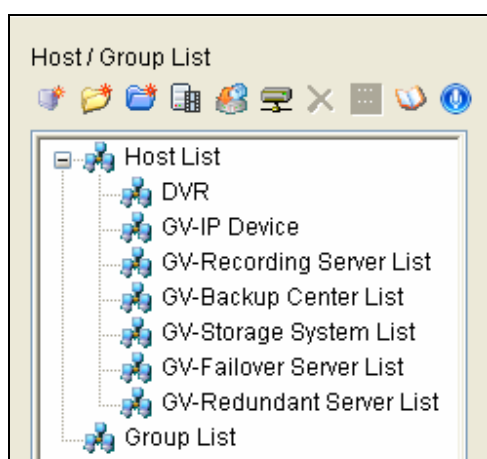 Host / Group List
Host List
DVR
GV-IP Device
GV-Recording Server List
GV-Backup Center List
GV-Storage System List
GV-Failover Server List
GV-Redundant Server List
Group List